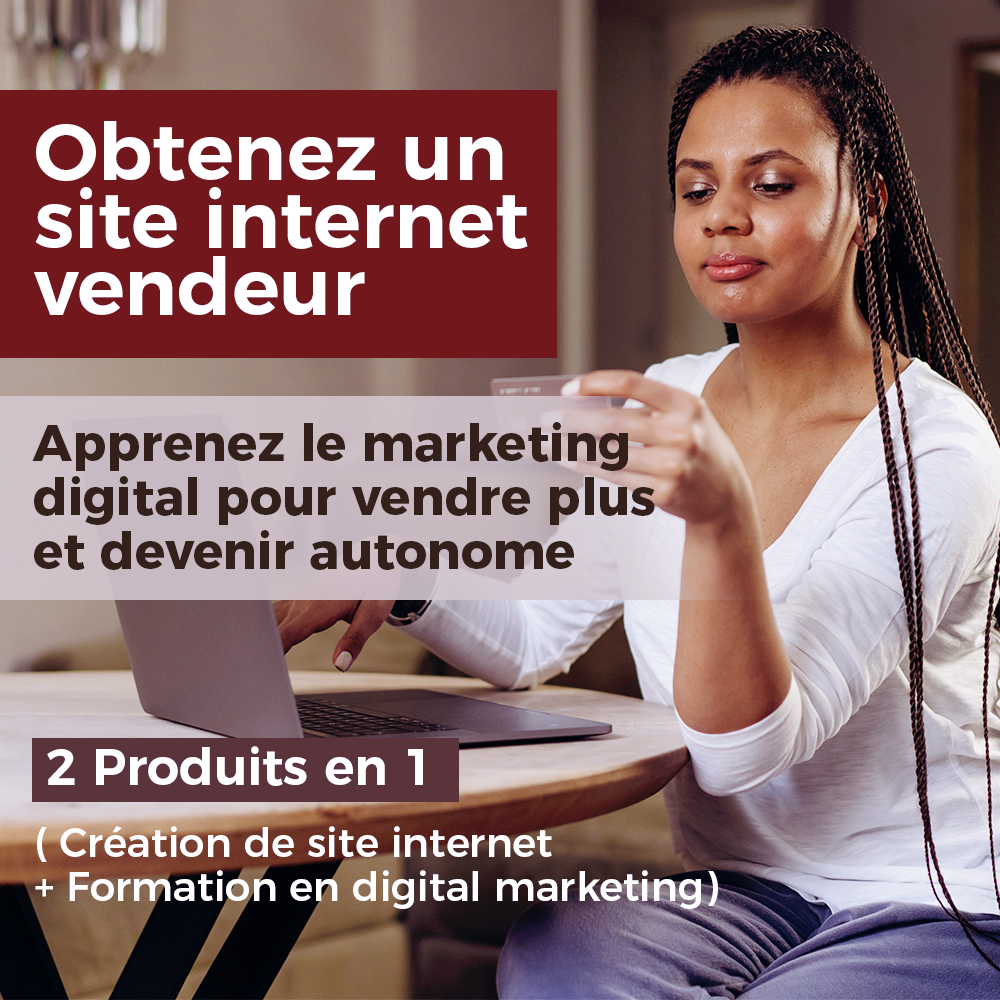 Obtenez un
site internet
vendeur
Apprenez le marketing
digital pour vendre plus
et devenir autonome
2 Produits en 1
( Création de site internet
+ Formation en digital marketing)